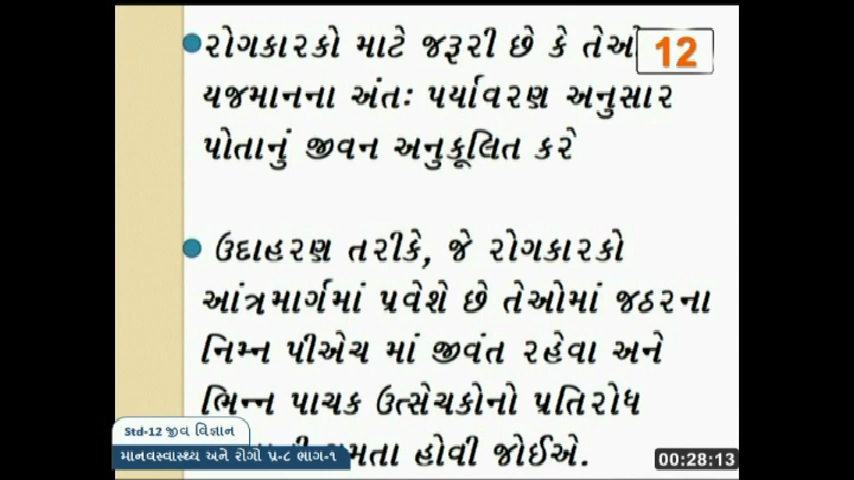 રોગકારકો માટે જરૂરી છે કે
12
યજમાનના અંતઃ પર્યાવરણ અનુસાર
પોતાનું જીવન અનુકૂલિત કરે
ઉદાહરણ તરીકે, જે રોગકારકો
આંત્રમાર્ગમાં પ્રવેશે છે તેઓમાં જઠરના
નિમ્ન પીએચ માં જીવંત રહેવા અને
ભિન્ન પાચક ઉત્સેચકોનો પ્રતિરોધ
હોવી જોઈએ.
Std-12 જીવ વિજ્ઞાન
માનવસ્વાસ્થ્ય અને રોગો પ્ર-૮ ભાગ-૧
00:28:13